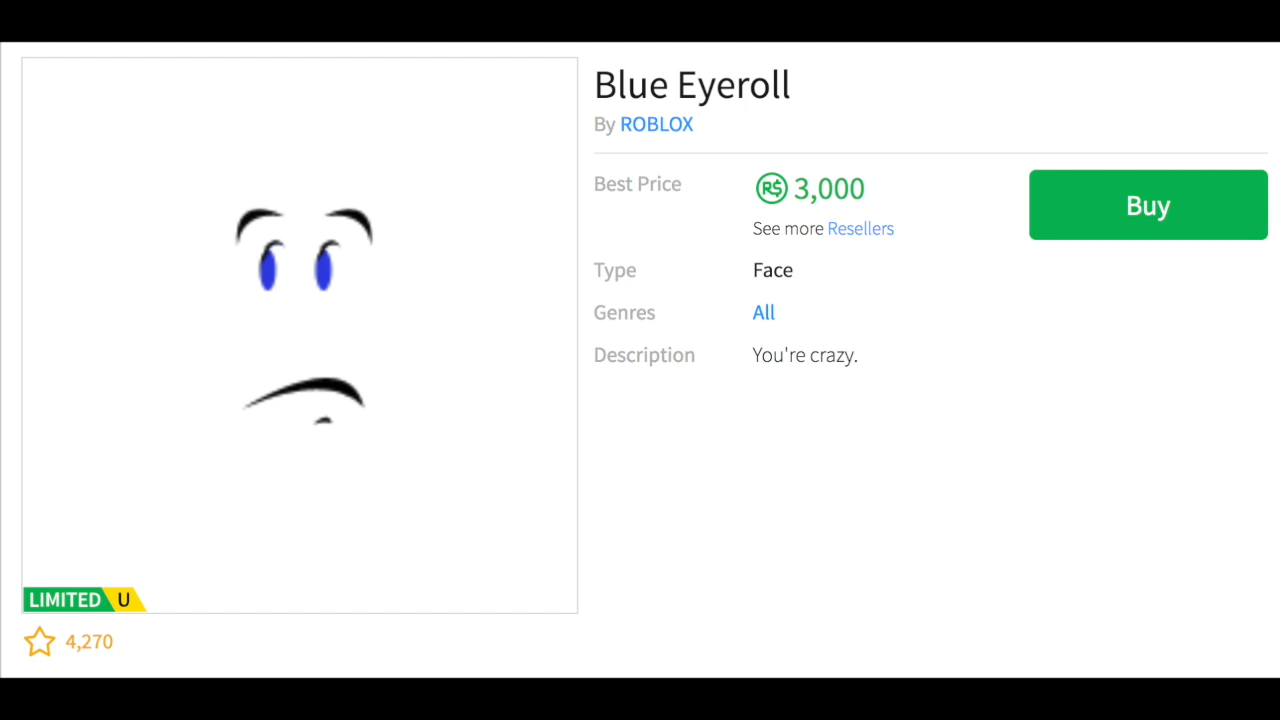 Blue Eyeroll
By ROBLOX
Best Price R$ 3,000 Buy
See more Resellers
Type Face
Genres All
Description You're crazy.
LIMITED U
4,270